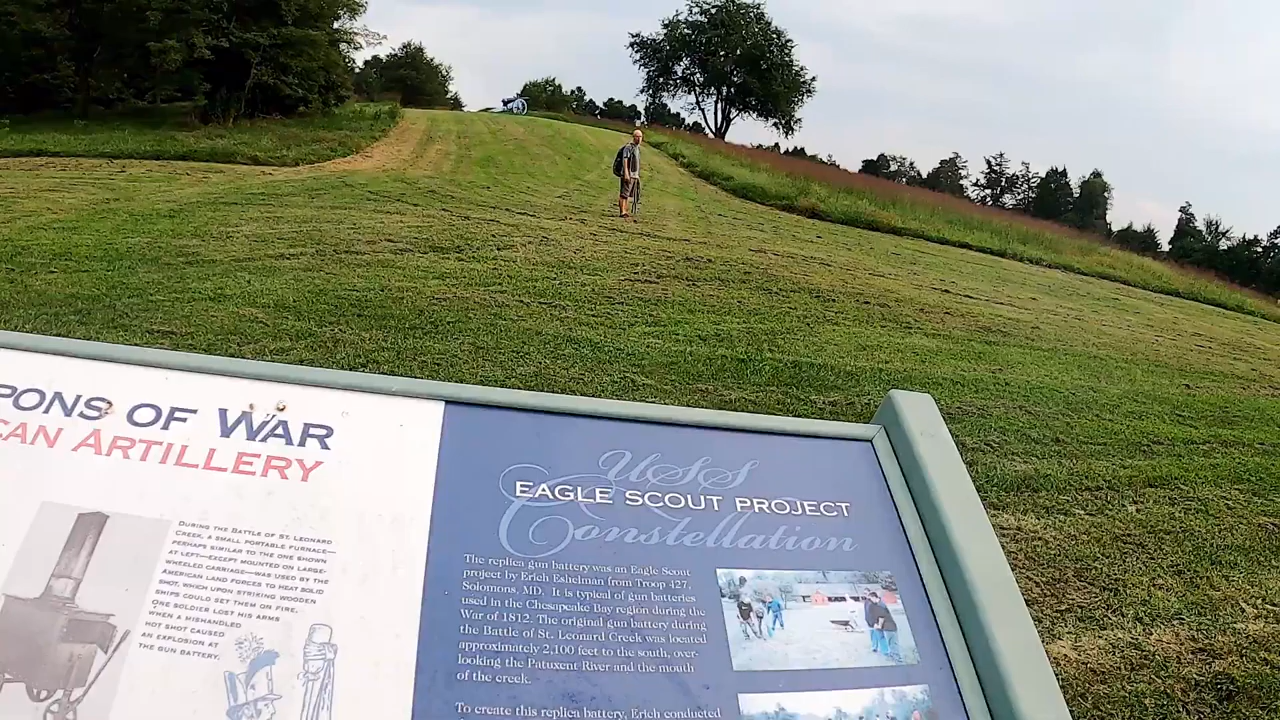 PONS OF WAR
CAN ARTILLERY
DURING THE BATTLE OF ST. LEONARD
CREEK, A SMALL PORTABLE FURNACE—
PERHAPS SIMILAR TO THE ONE SHOWN
AT LEFT—EXCEPT MOUNTED ON LARGE-
WHEELED CARRIAGE—WAS USED BY THE
AMERICAN LAND FORCES TO HEAT SOLID
SHOT, WHICH UPON STRIKING WOODEN
SHIPS COULD SET THEM ON FIRE.
ONE SOLDIER LOST HIS ARMS
WHEN A MISHANDLED
HOT SHOT CAUSED
AN EXPLOSION AT
THE GUN BATTERY.
USS
EAGLE SCOUT PROJECT
Constellation
The replica gun battery was an Eagle Scout
project by Erich Eshelman from Troop 427,
Solomons, MD. It is typical of gun batteries
used in the Chesapeake Bay region during the
War of 1812. The original gun battery during
the Battle of St. Leonard Creek was located
approximately 2,100 feet to the south, over-
looking the Patuxent River and the mouth
of the creek.
To create this replica battery, Erich conducted